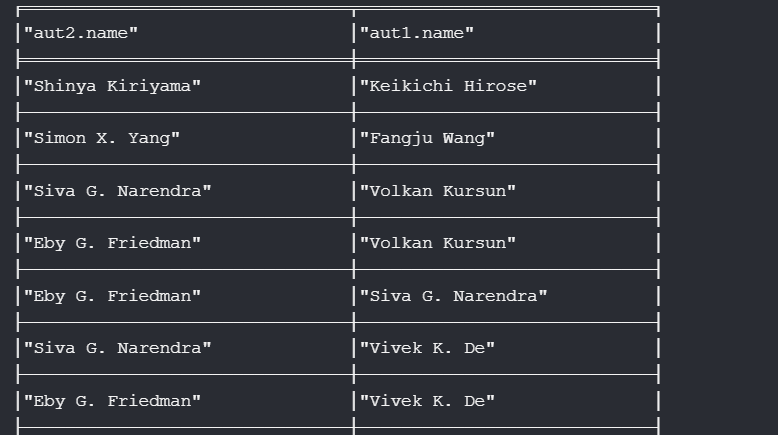 "aut2.name" "aut1.name"
"Shinya Kiriyama" "Keikichi Hirose"
"Simon X. Yang" "Fangju Wang"
"Siva G. Narendra" "Volkan Kursun"
"Eby G. Friedman" "Volkan Kursun"
"Eby G. Friedman" "Siva G. Narendra"
"Siva G. Narendra" "Vivek K. De"
"Eby G. Friedman" "Vivek K. De"